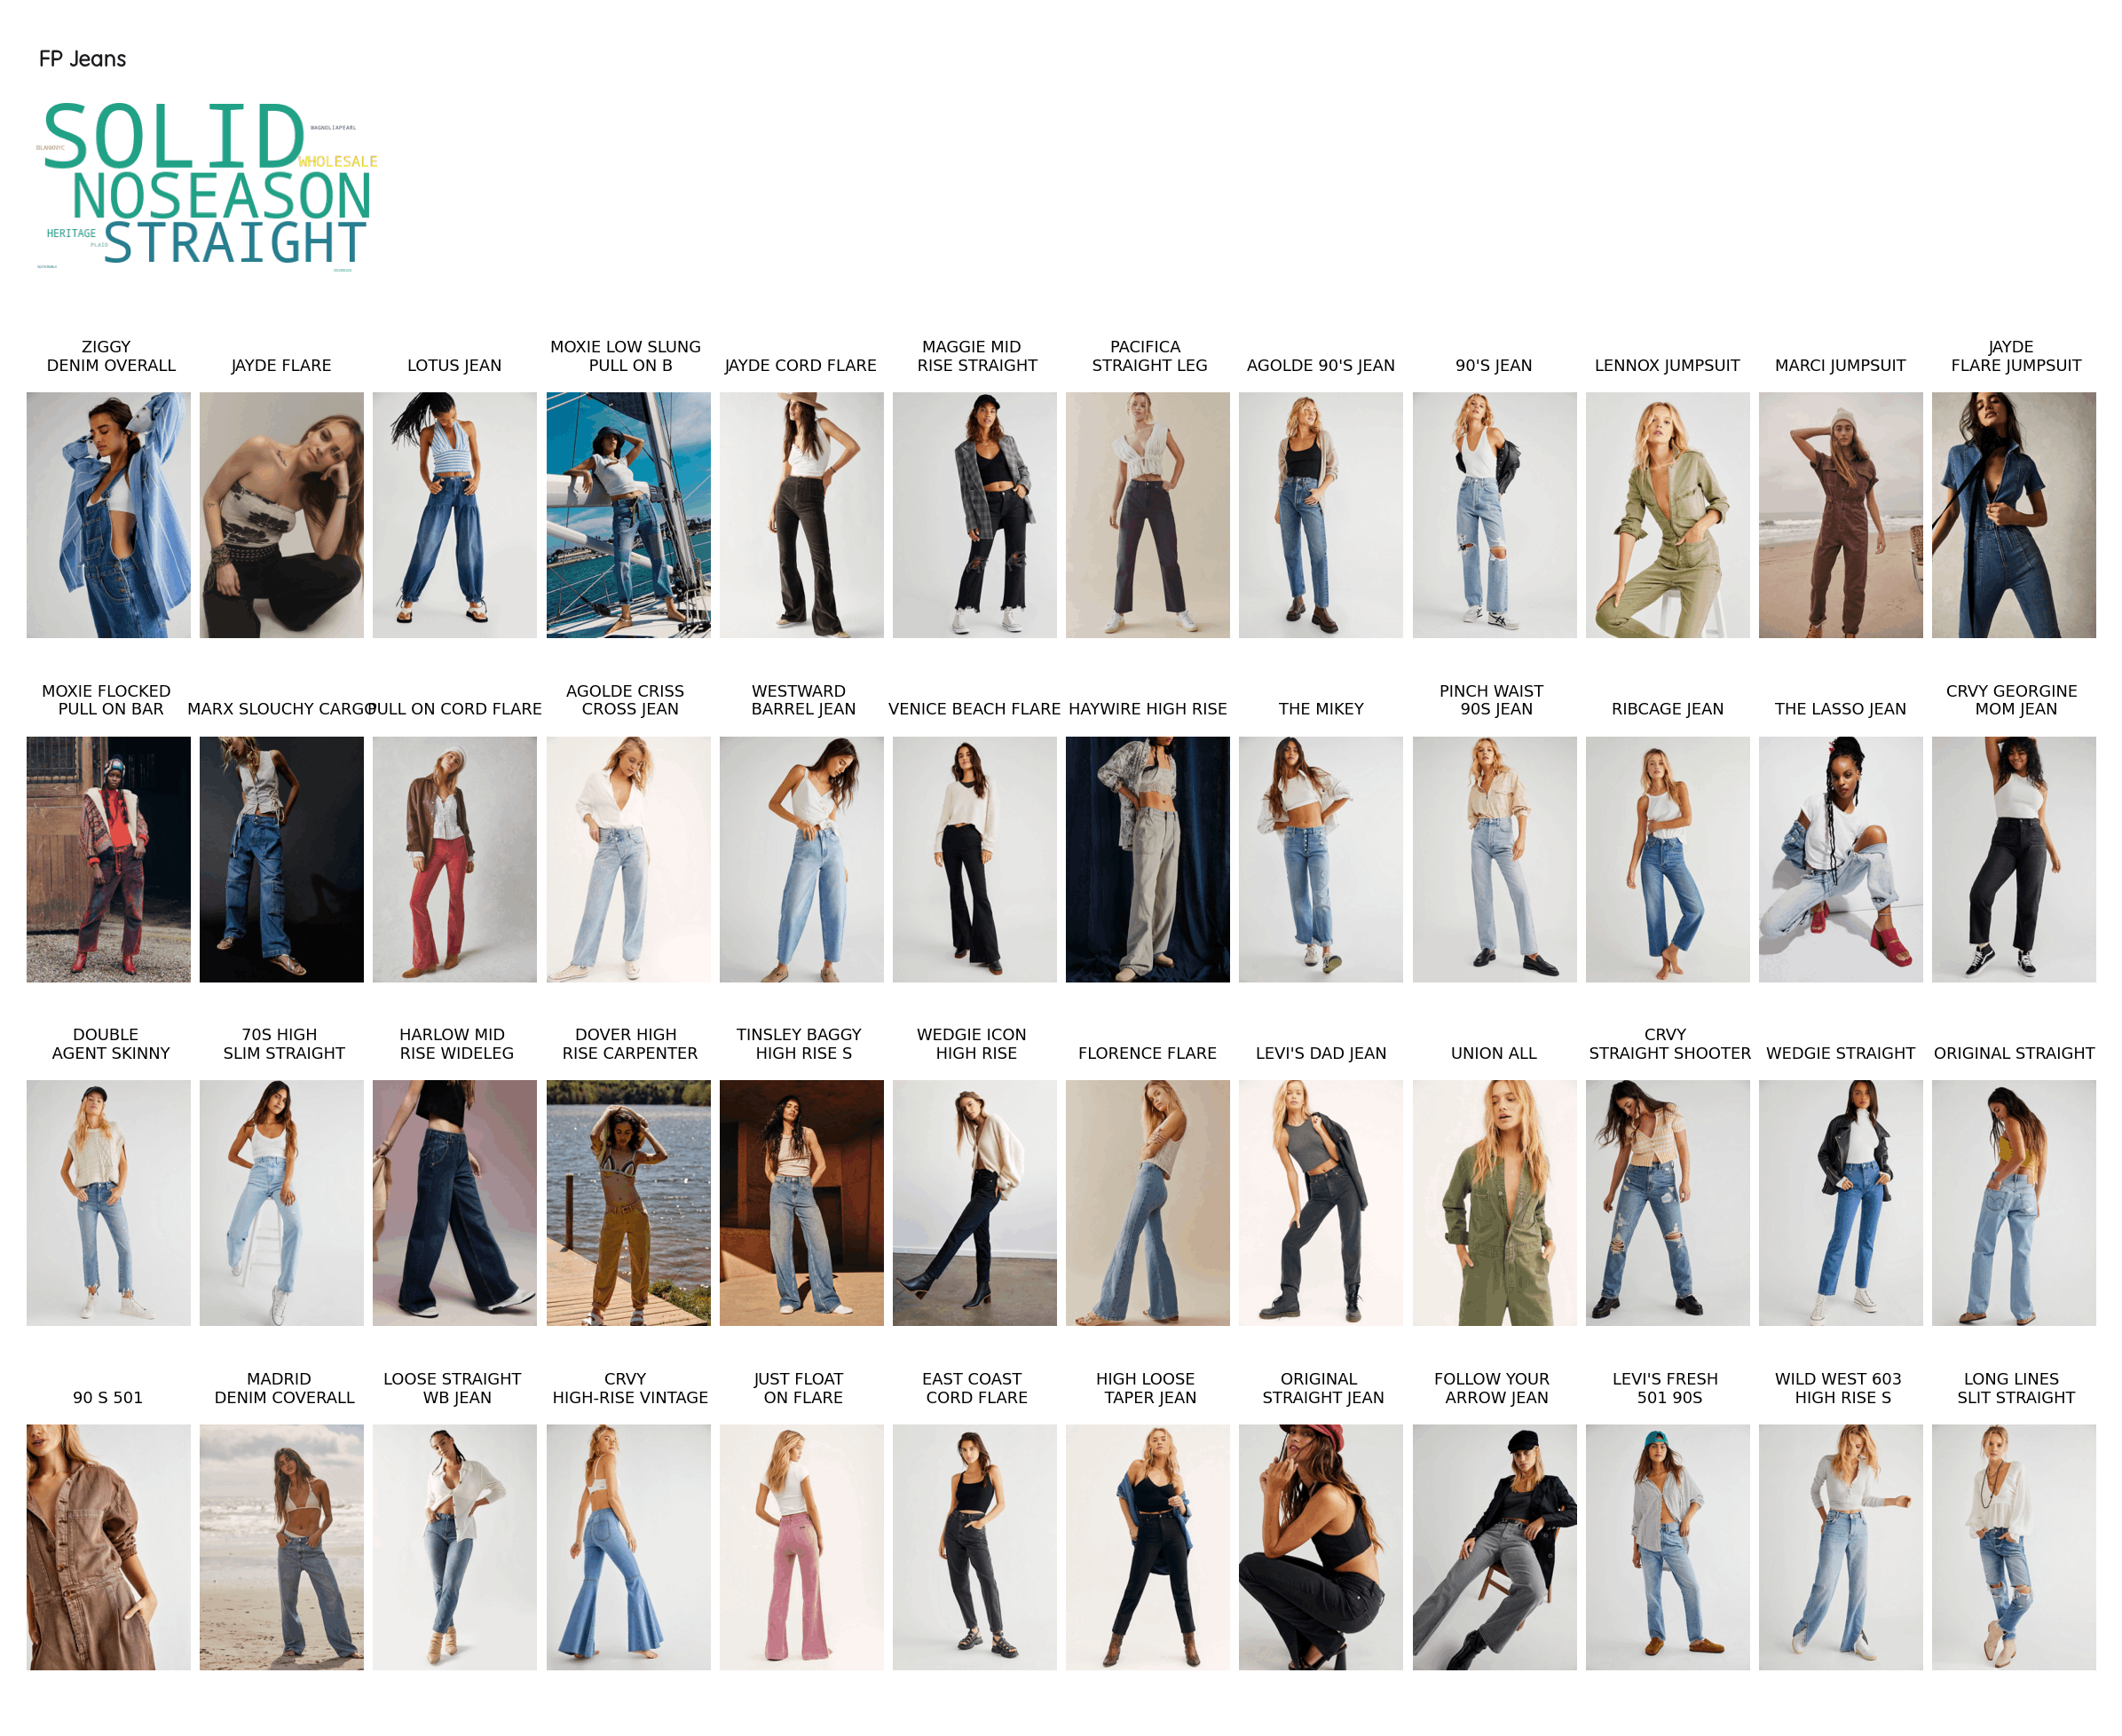 FP Jeans
SOLID
MAGNOLIAPEARL
BLANKNYC
WHOLESALE
NOSEASON
HERITAGE
PLAID
STRAIGHT
ZIGGY
DENIM OVERALL
JAYDE FLARE
LOTUS JEAN
MOXIE LOW SLUNG
PULL ON B
JAYDE CORD FLARE
MAGGIE MID
RISE STRAIGHT
PACIFICA
STRAIGHT LEG
AGOLDE 90'S JEAN
90'S JEAN
LENNOX JUMPSUIT
MARCI JUMPSUIT
JAYDE
FLARE JUMPSUIT
MOXIE FLOCKED
PULL ON BAR
MARX SLOUCHY CARGO
PULL ON CORD FLARE
AGOLDE CRISS
CROSS JEAN
WESTWARD
BARREL JEAN
VENICE BEACH FLARE
HAYWIRE HIGH RISE
THE MIKEY
PINCH WAIST
90S JEAN
RIBCAGE JEAN
THE LASSO JEAN
CRVY GEORGINE
MOM JEAN
DOUBLE
AGENT SKINNY
70S HIGH
SLIM STRAIGHT
HARLOW MID
RISE WIDELEG
DOVER HIGH
RISE CARPENTER
TINSLEY BAGGY
HIGH RISE S
WEDGIE ICON
HIGH RISE
FLORENCE FLARE
LEVI'S DAD JEAN
UNION ALL
CRVY
STRAIGHT SHOOTER
WEDGIE STRAIGHT
ORIGINAL STRAIGHT
90 S 501
MADRID
DENIM COVERALL
LOOSE STRAIGHT
WB JEAN
CRVY
HIGH-RISE VINTAGE
JUST FLOAT
ON FLARE
EAST COAST
CORD FLARE
HIGH LOOSE
TAPER JEAN
ORIGINAL
STRAIGHT JEAN
FOLLOW YOUR
ARROW JEAN
LEVI'S FRESH
501 90S
WILD WEST 603
HIGH RISE S
LONG LINES
SLIT STRAIGHT